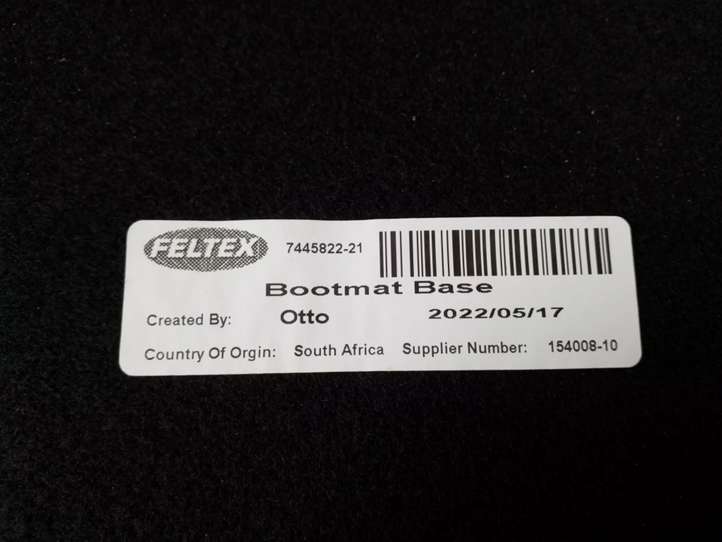 FELTEX 7445822-21
Bootmat Base
Created By: Otto 2022/05/17
Country Of Orgin: South Africa Supplier Number: 154008-10